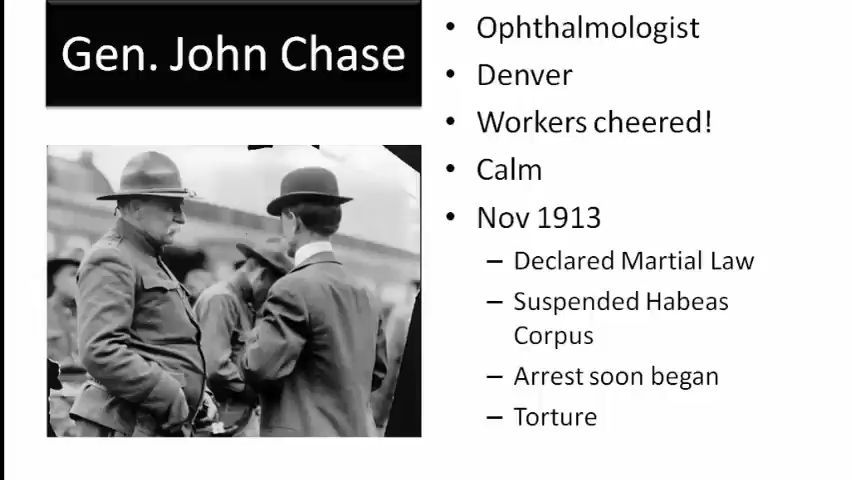 Gen. John Chase
• Ophthalmologist
• Denver
• Workers cheered!
• Calm
• Nov 1913
– Declared Martial Law
– Suspended Habeas
Corpus
– Arrest soon began
– Torture